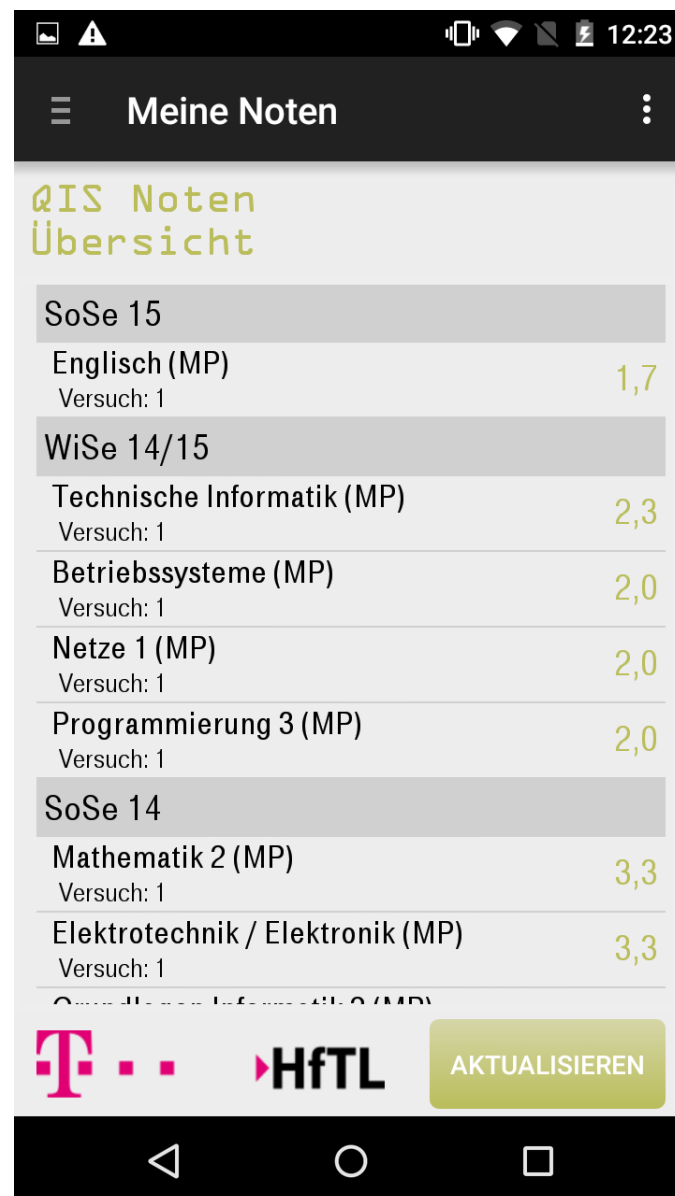 12:23
Meine Noten
QIS Noten
Übersicht
SoSe 15
Englisch (MP)
1,7
Versuch: 1
WiSe 14/15
Technische Informatik (MP)
2,3
Versuch: 1
Betriebssysteme (MP)
2,0
Versuch: 1
Netze 1 (MP)
2,0
Versuch: 1
Programmierung 3 (MP)
2,0
Versuch: 1
SoSe 14
Mathematik 2 (MP)
3,3
Versuch: 1
Elektrotechnik / Elektronik (MP)
3,3
Versuch: 1
T
HfTL
AKTUALISIEREN